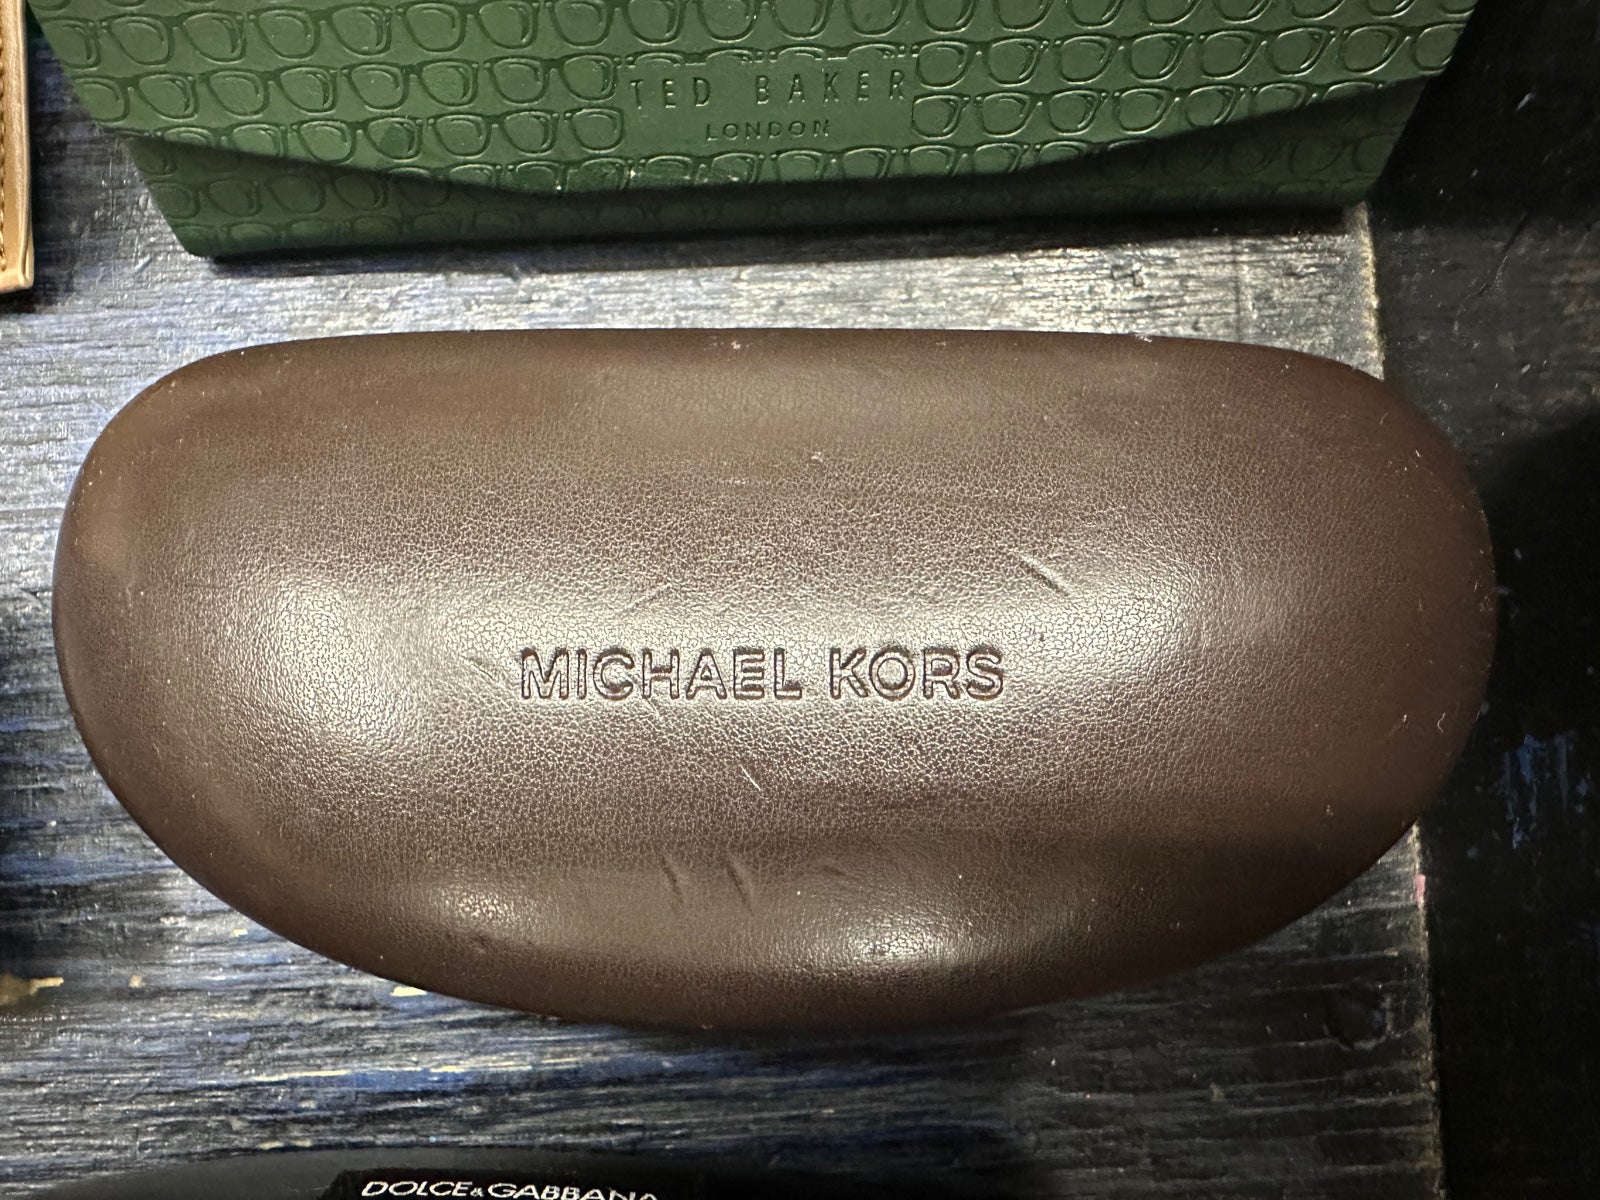 TED BAKER
LONDON
MICHAEL KORS
DOLCE&GABBANA